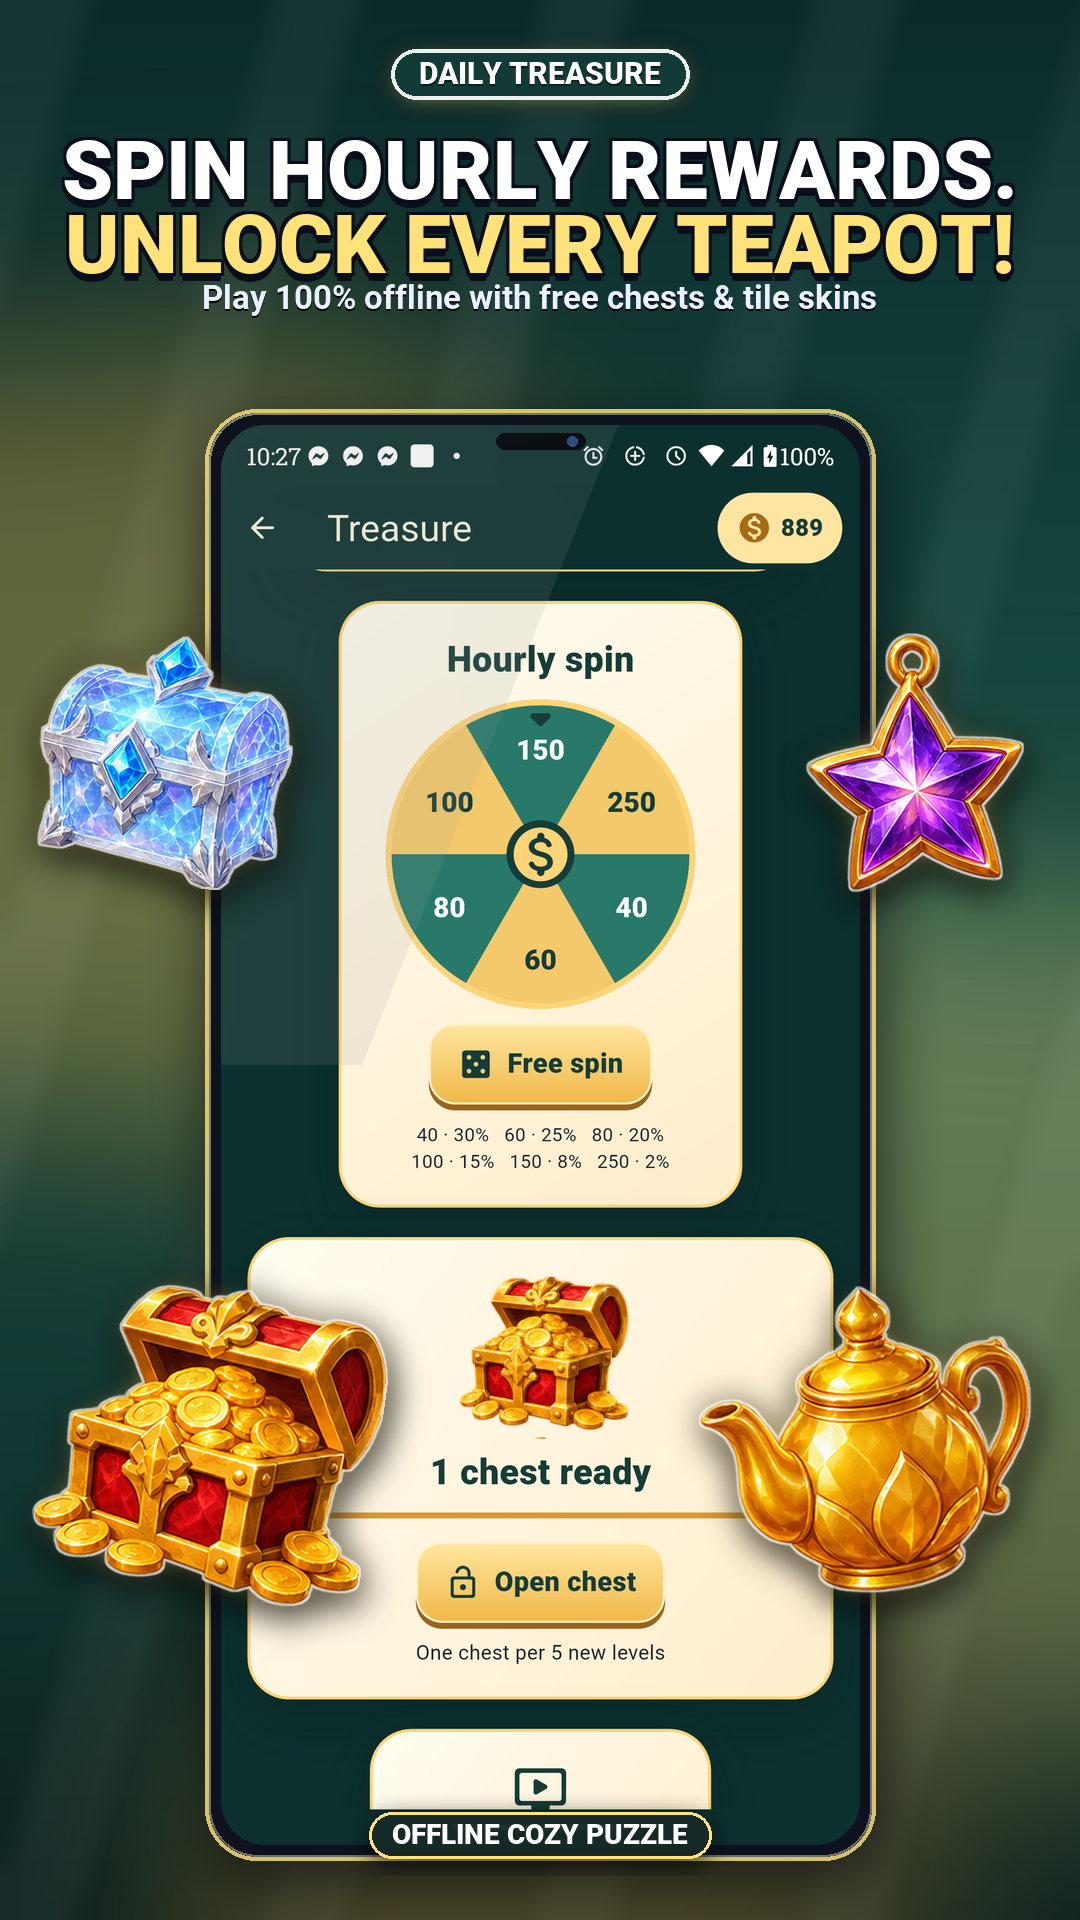 DAILY TREASURE
SPIN HOURLY REWARDS.
UNLOCK EVERY TEAPOT!
Play 100% offline with free chests & tile skins
10:27
100%
Treasure
889
Hourly spin
150
100
250
80
40
60
Free spin
40 · 30% 60 · 25% 80 · 20%
100 · 15% 150 · 8% 250 · 2%
1 chest ready
Open chest
One chest per 5 new levels
OFFLINE COZY PUZZLE